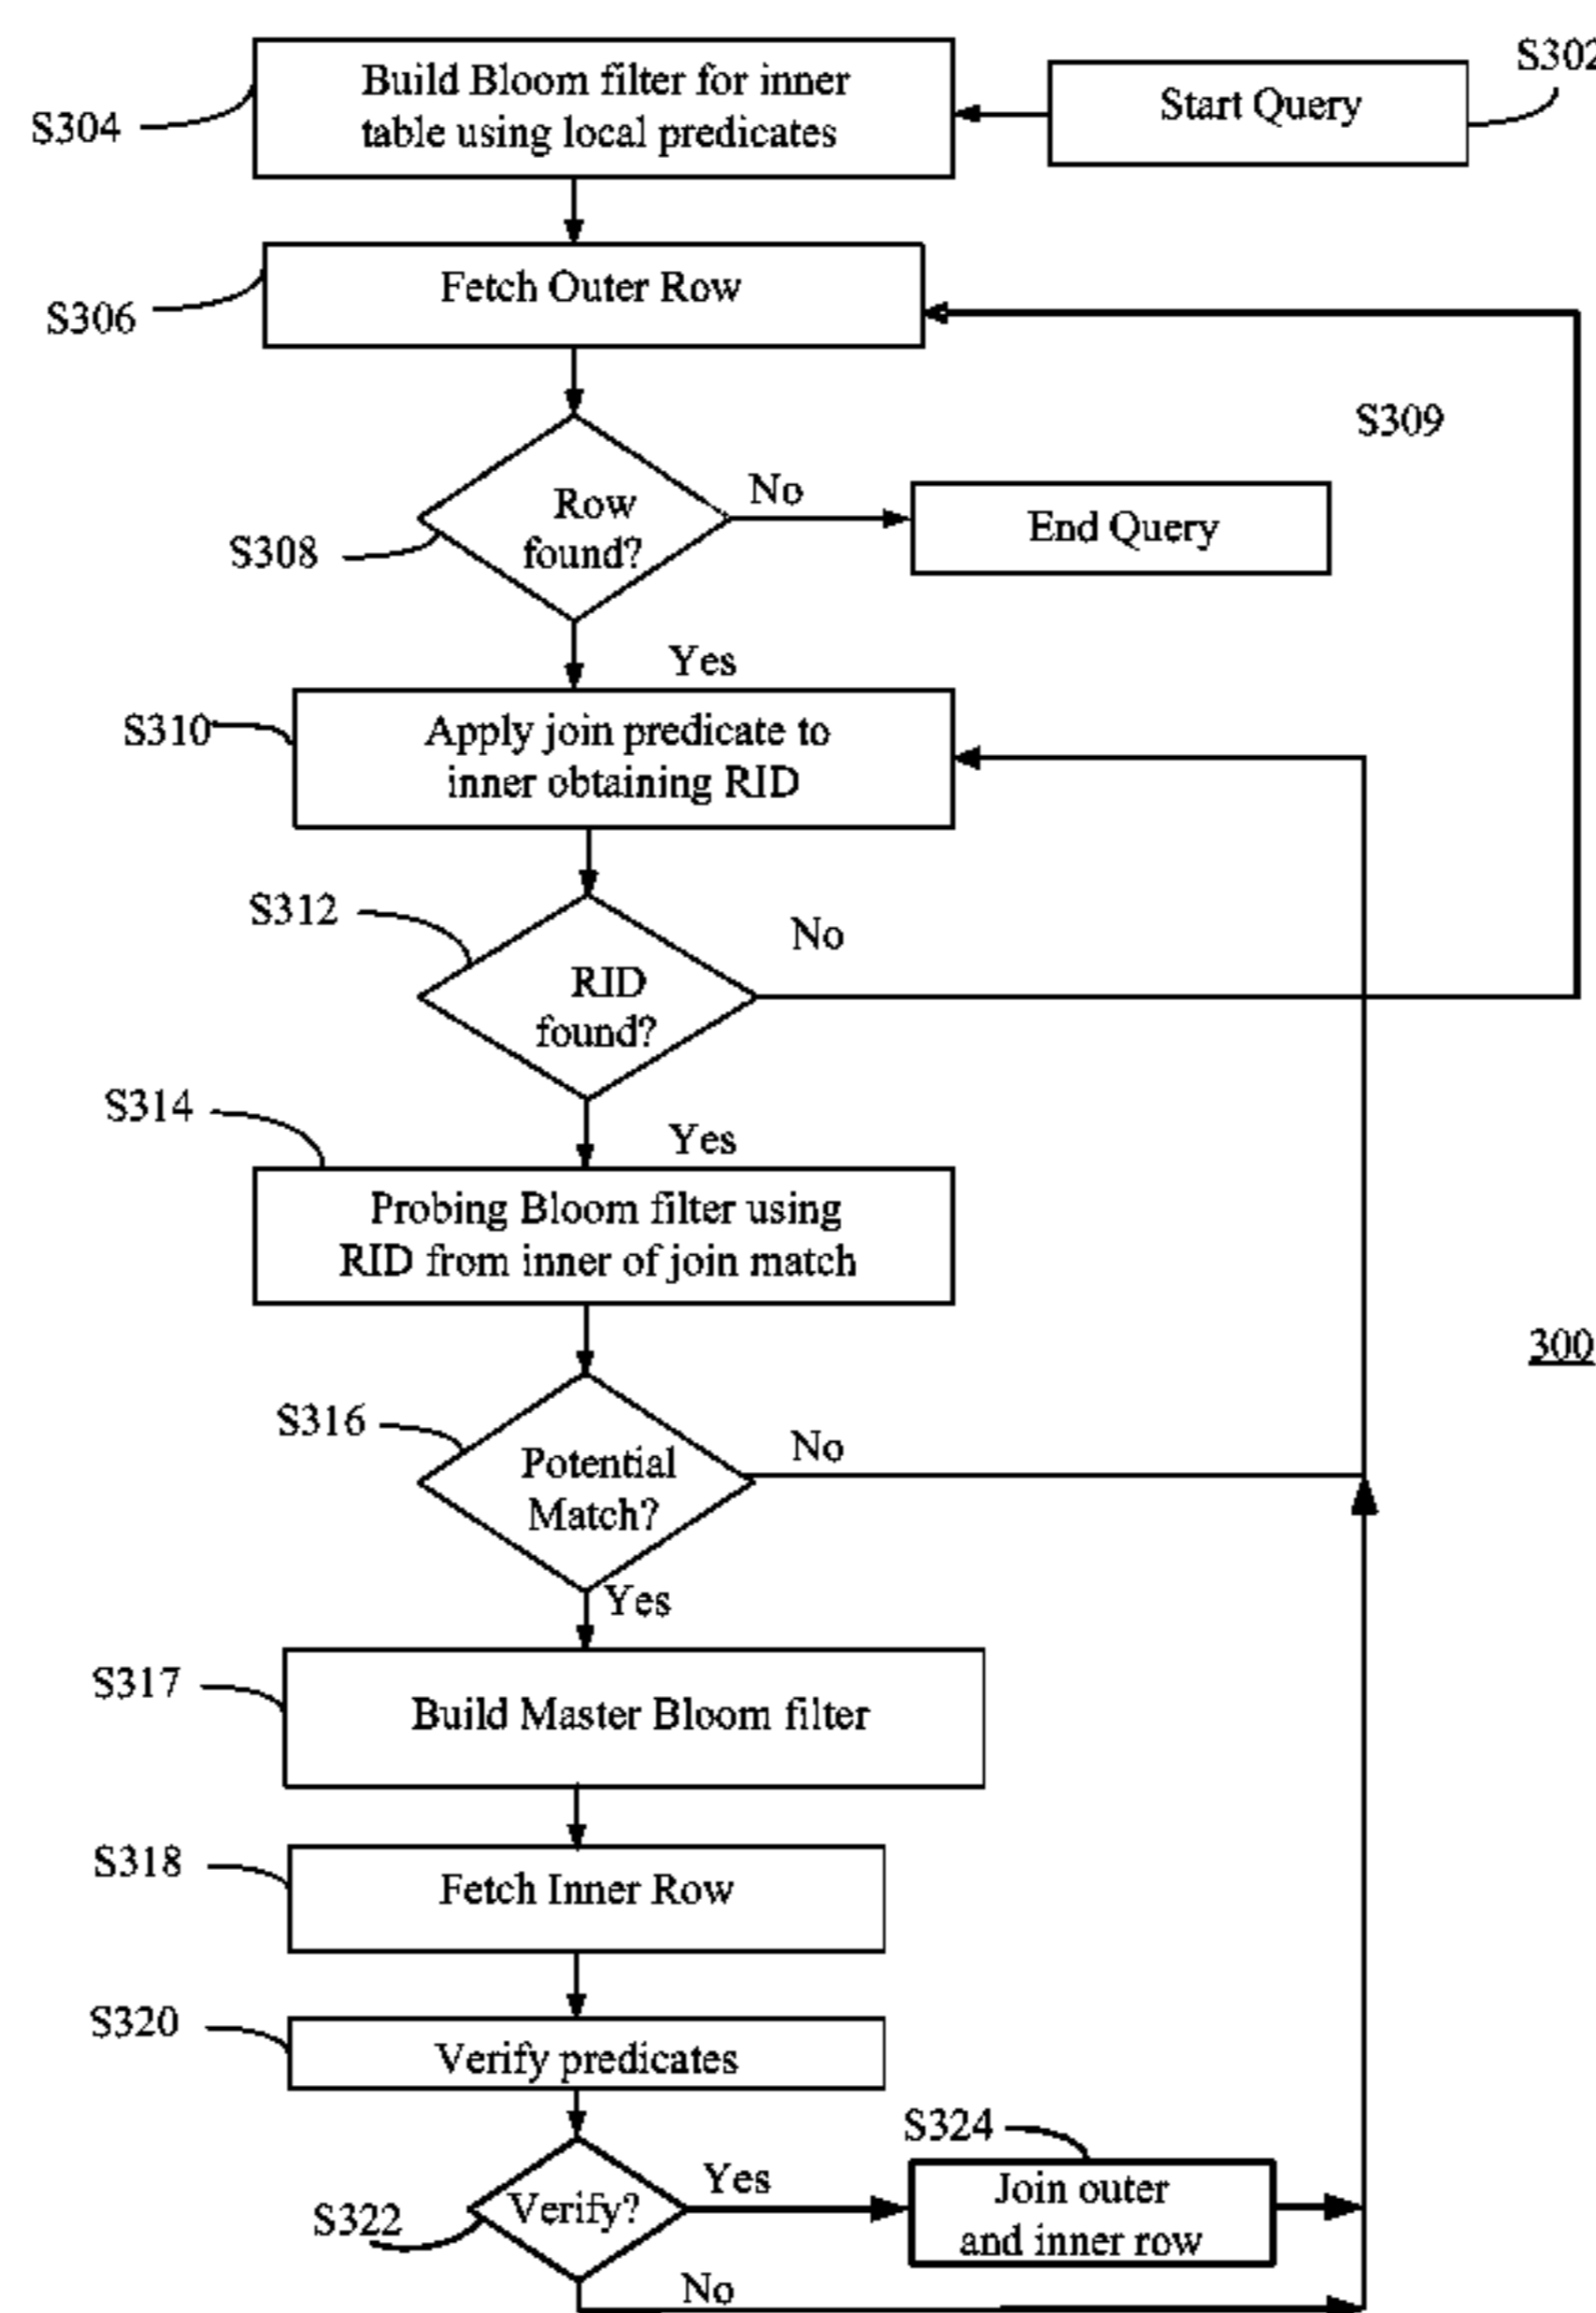 S302
Start Query
Build Bloom filter for inner
table using local predicates
S304
Fetch Outer Row
S306
S309
Row
found?
No
S308
End Query
Yes
S310
Apply join predicate to
inner obtaining RID
S312
No
RID
found?
S314
Yes
Probing Bloom filter using
RID from inner of join match
300
S316
No
Potential
Match?
Yes
S317
Build Master Bloom filter
S318
Fetch Inner Row
S320
Verify predicates
S324
Yes
Join outer
and inner row
Verify?
S322
No